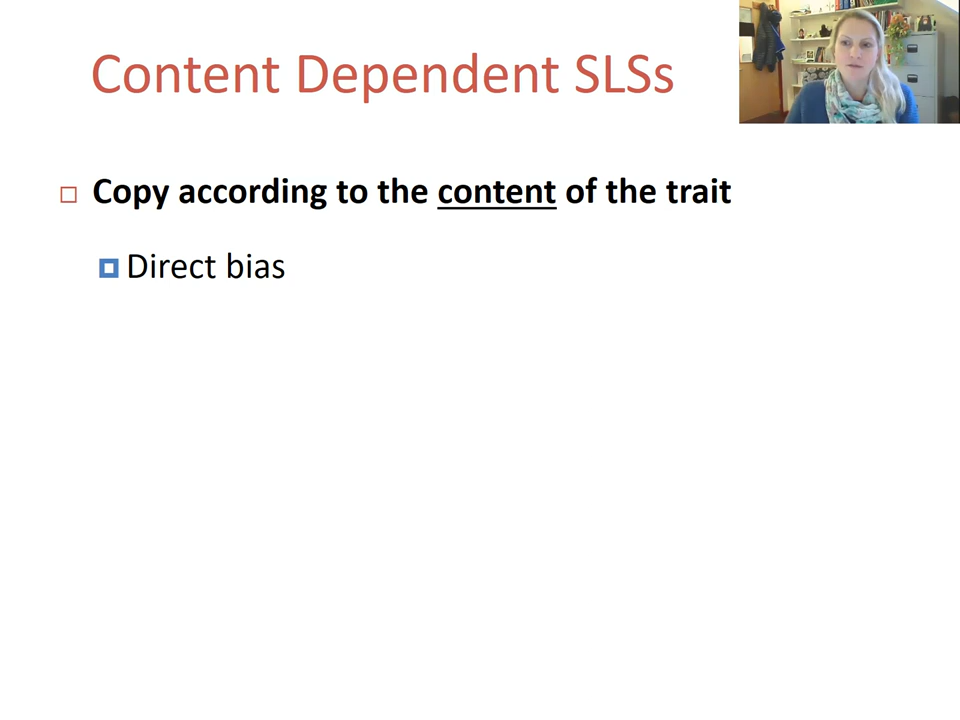 Content Dependent SLSs
Copy according to the content of the trait
Direct bias